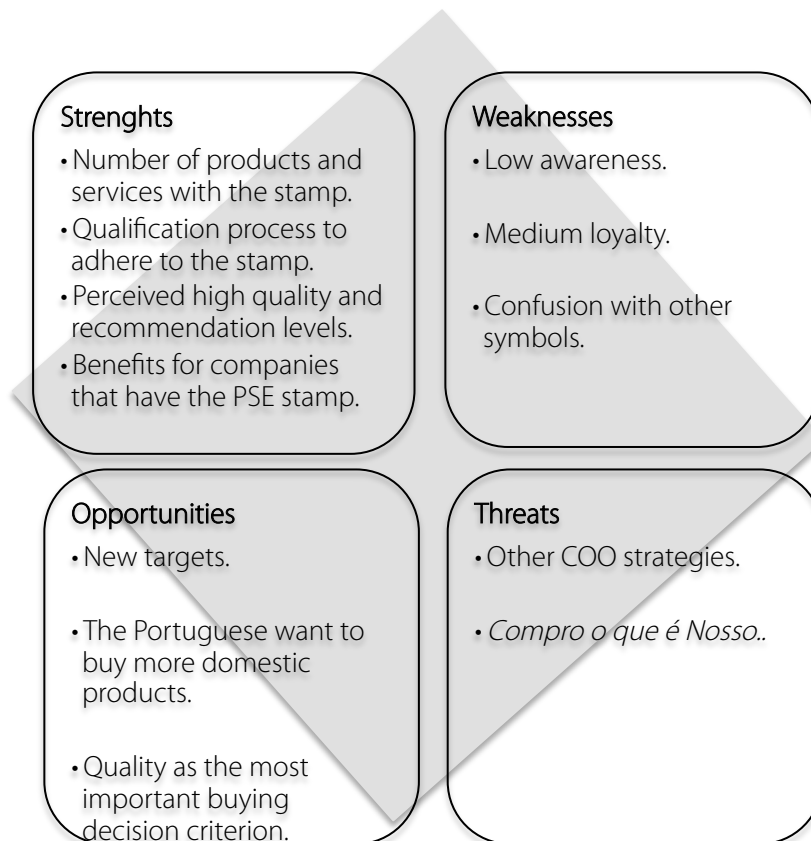 Strenghts
• Number of products and
services with the stamp.
• Qualification process to
adhere to the stamp.
• Perceived high quality and
recommendation levels.
• Benefits for companies
that have the PSE stamp.
Weaknesses
• Low awareness.
• Medium loyalty.
• Confusion with other
symbols.
Opportunities
• New targets.
• The Portuguese want to
buy more domestic
products.
• Quality as the most
important buying
decision criterion.
Threats
• Other COO strategies.
• Compro o que é Nosso..